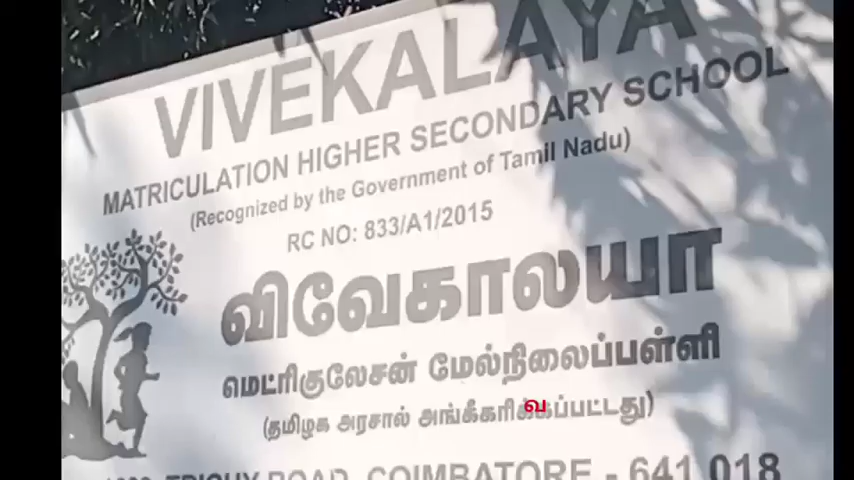 VIVEKALAYA
MATRICULATION HIGHER SECONDARY SCHOOL
(Recognized by the Government of Tamil Nadu)
RC NO: 833/A1/2015
விவேகாலயா
மெட்ரிகுலேசன் மேல்நிலைப்பள்ளி
(தமிழக அரசால் அங்கீகரிக்கப்பட்டது)
வ
TRICHY ROAD, COIMBATORE - 641 018